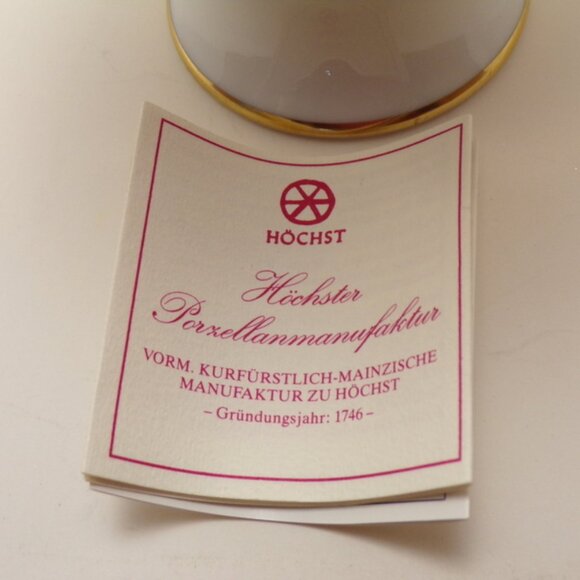 HÖCHST
Höchster
Porzellanmanufaktur
VORM. KURFÜRSTLICH-MAINZISCHE
MANUFAKTUR ZU HÖCHST
– Gründungsjahr: 1746 –